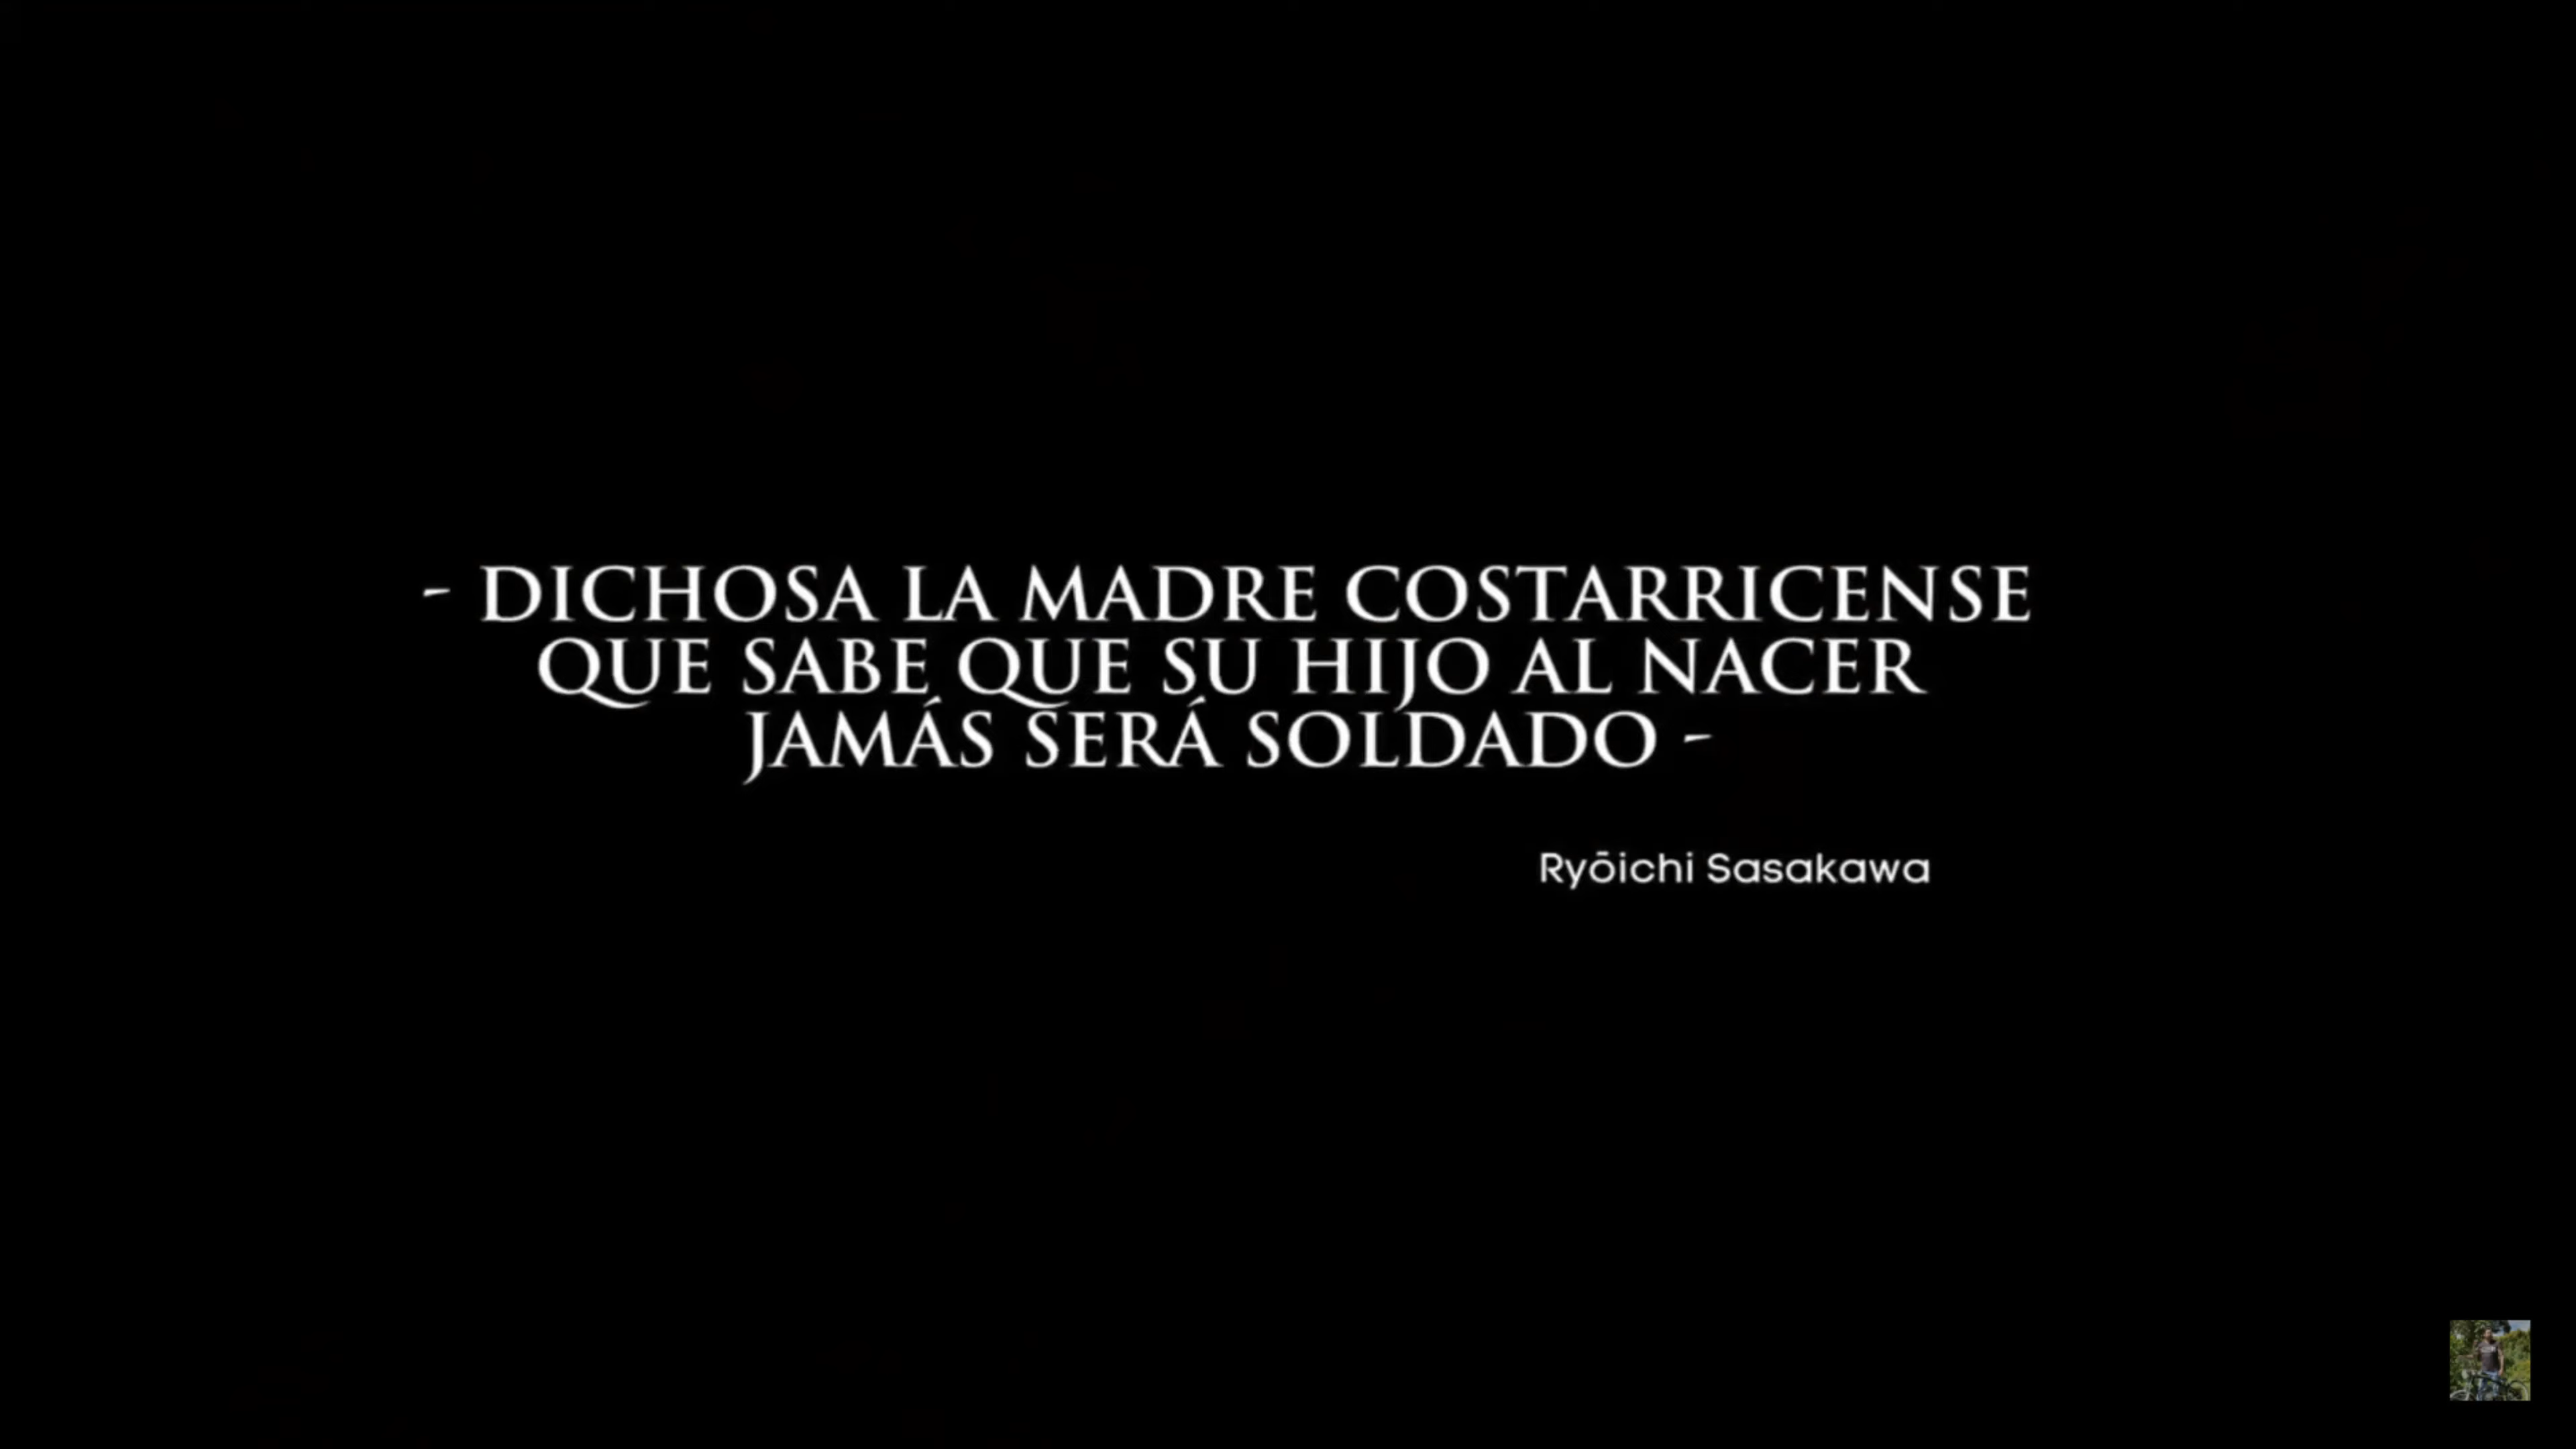 - DICHOSA LA MADRE COSTARRICENSE
QUE SABE QUE SU HIJO AL NACER
JAMÁS SERÁ SOLDADO -
Ryōichi Sasakawa